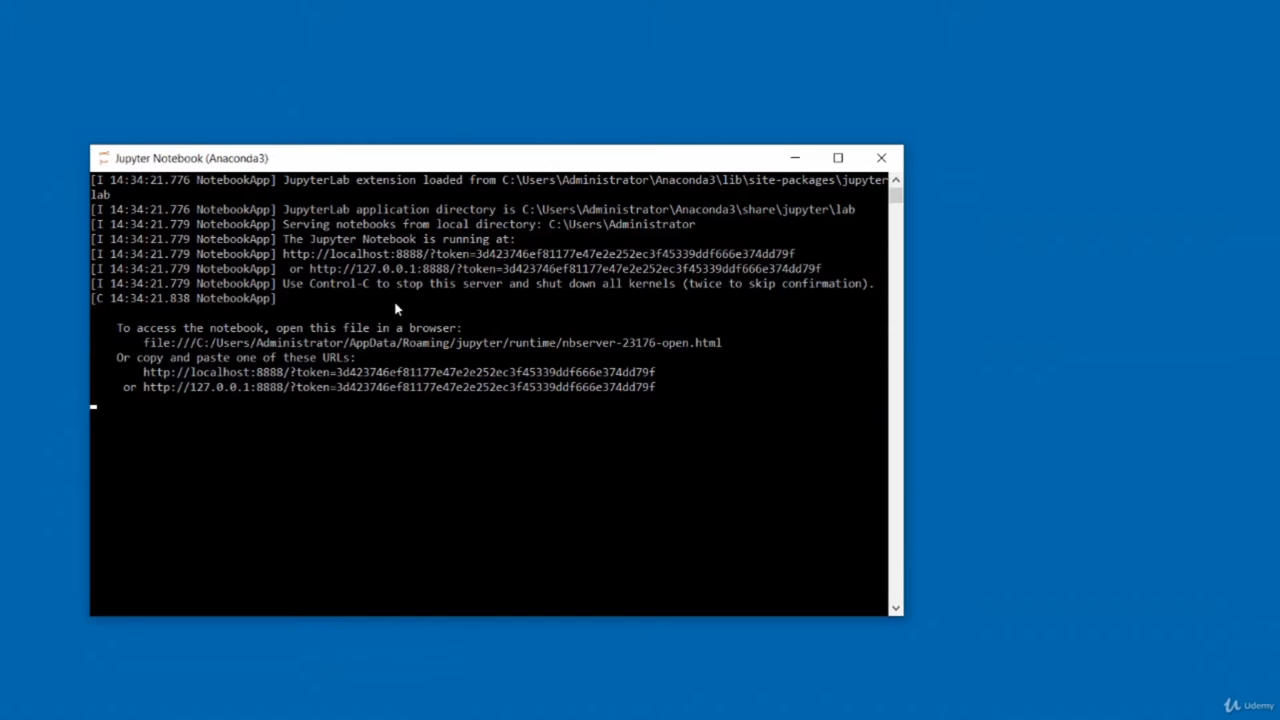 Jupyter Notebook (Anaconda3)
[I 14:34:21.776 NotebookApp] JupyterLab extension loaded from C:\Users\Administrator\Anaconda3\lib\site-packages\jupyter
lab
[I 14:34:21.776 NotebookApp] JupyterLab application directory is C:\Users\Administrator\Anaconda3\share\jupyter\lab
[I 14:34:21.779 NotebookApp] Serving notebooks from local directory: C:\Users\Administrator
[I 14:34:21.779 NotebookApp] The Jupyter Notebook is running at:
[I 14:34:21.779 NotebookApp] http://localhost:8888/?token=3d423746ef81177e47e2e252ec3f45339ddf666e374dd79f
[I 14:34:21.779 NotebookApp]  or http://127.0.0.1:8888/?token=3d423746ef81177e47e2e252ec3f45339ddf666e374dd79f
[I 14:34:21.779 NotebookApp] Use Control-C to stop this server and shut down all kernels (twice to skip confirmation).
[C 14:34:21.838 NotebookApp]
To access the notebook, open this file in a browser:
file:///C:/Users/Administrator/AppData/Roaming/jupyter/runtime/nbserver-23176-open.html
Or copy and paste one of these URLs:
http://localhost:8888/?token=3d423746ef81177e47e2e252ec3f45339ddf666e374dd79f
or http://127.0.0.1:8888/?token=3d423746ef81177e47e2e252ec3f45339ddf666e374dd79f
Udemy